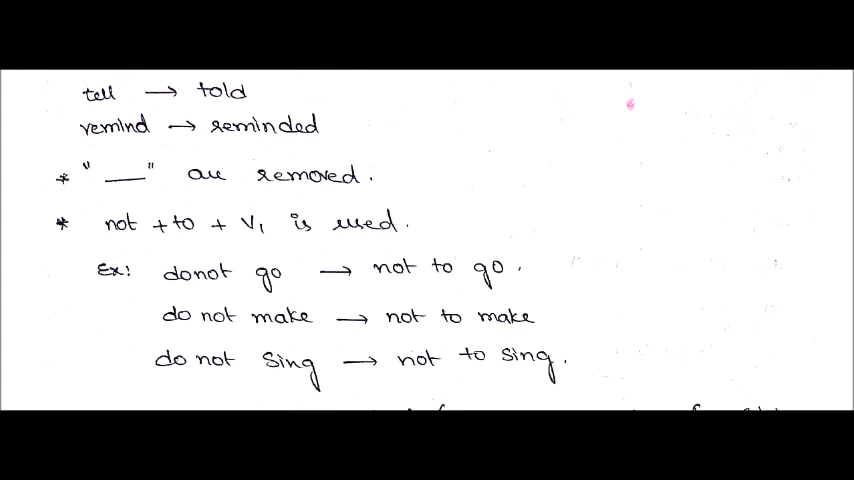 tell → told
remind → reminded
* " ___ " are removed.
* not + to + V₁ is used.
Ex: donot go → not to go.
do not make → not to make
do not sing → not to sing.